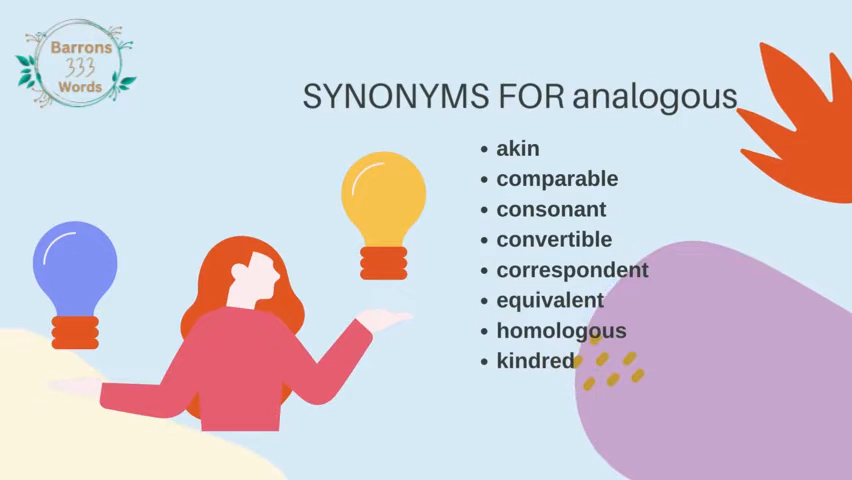 Barrons
333
Words
SYNONYMS FOR analogous
• akin
• comparable
• consonant
• convertible
• correspondent
• equivalent
• homologous
• kindred